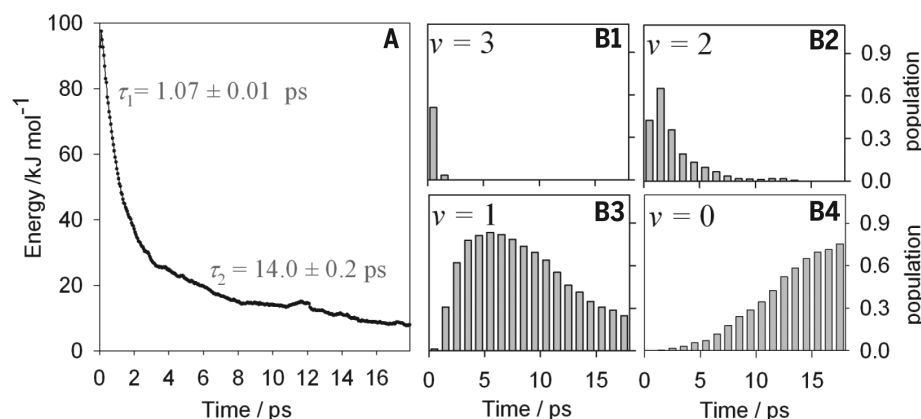 A
Energy /kJ mol⁻¹
100
80
60
40
20
0
τ₁= 1.07 ± 0.01 ps
τ₂ = 14.0 ± 0.2 ps
0 2 4 6 8 10 12 14 16
Time / ps
v = 3
B1
v = 2
B2
0.9
0.6
0.3
0.0
population
v = 1
B3
v = 0
B4
0.9
0.6
0.3
0.0
population
0 5 10 15
0 5 10 15
Time / ps
Time / ps